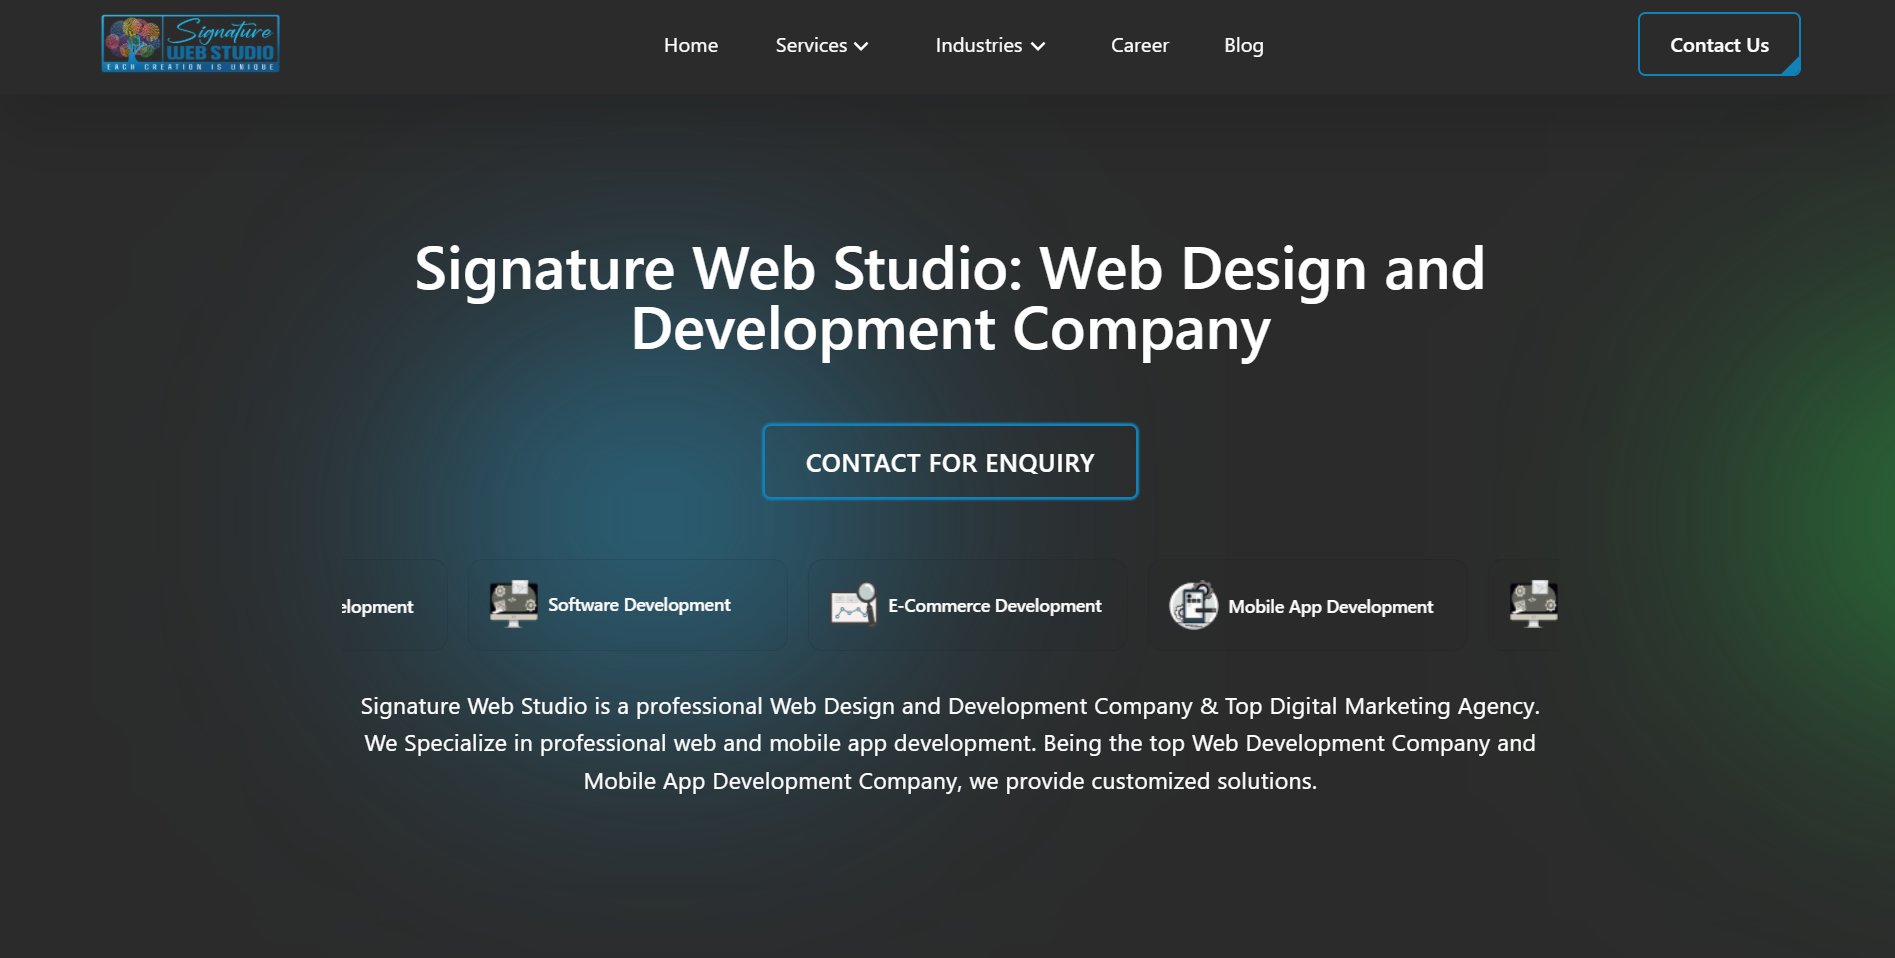 Signature
WEB STUDIO
EACH CREATION IS UNIQUE
Home
Services
Industries
Career
Blog
Contact Us
Signature Web Studio: Web Design and
Development Company
CONTACT FOR ENQUIRY
elopment
Software Development
E-Commerce Development
Mobile App Development
Signature Web Studio is a professional Web Design and Development Company & Top Digital Marketing Agency.
We Specialize in professional web and mobile app development. Being the top Web Development Company and
Mobile App Development Company, we provide customized solutions.